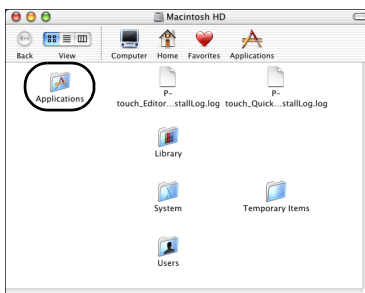 Macintosh HD
Back View Computer Home Favorites Applications
Applications
P-
touch_Editor...stallLog.log
P-
touch_Quick...stallLog.log
Library
System
Temporary Items
Users